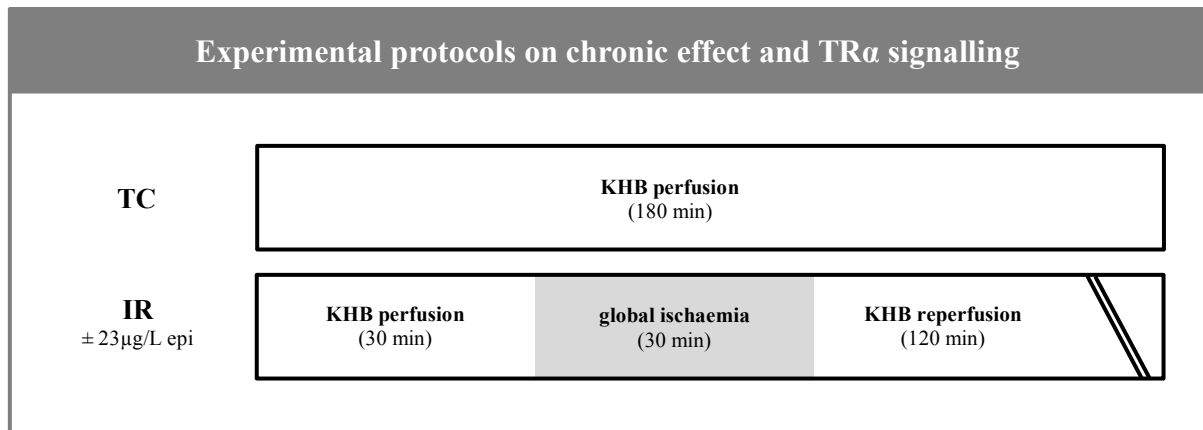 Experimental protocols on chronic effect and TRα signalling
TC
KHB perfusion
(180 min)
IR
± 23µg/L epi
KHB perfusion
(30 min)
global ischaemia
(30 min)
KHB reperfusion
(120 min)